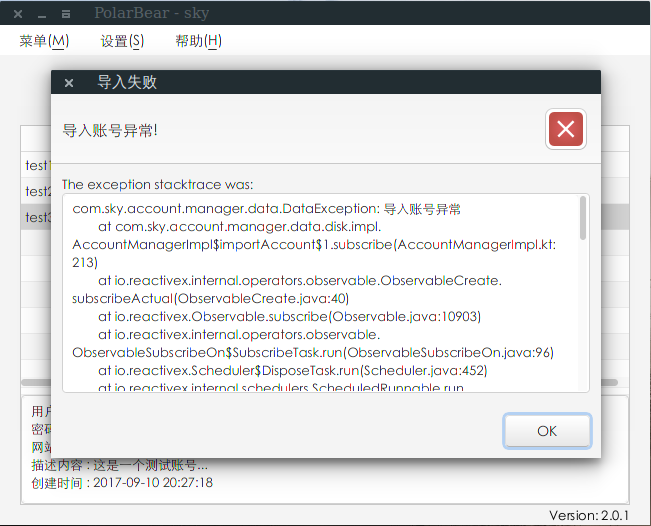 PolarBear - sky
菜单(M) 设置(S) 帮助(H)
导入失败
导入账号异常!
The exception stacktrace was:
com.sky.account.manager.data.DataException: 导入账号异常
at com.sky.account.manager.data.disk.impl.
AccountManagerImpl$importAccount$1.subscribe(AccountManagerImpl.kt:
213)
at io.reactivex.internal.operators.observable.ObservableCreate.
subscribeActual(ObservableCreate.java:40)
at io.reactivex.Observable.subscribe(Observable.java:10903)
at io.reactivex.internal.operators.observable.
ObservableSubscribeOn$SubscribeTask.run(ObservableSubscribeOn.java:96)
at io.reactivex.Scheduler$DisposeTask.run(Scheduler.java:452)
at io.reactivex.internal.schedulers.ScheduledRunnable.run
OK
test1
test2
test3
用户
密码
网站
描述内容 : 这是一个测试账号...
创建时间 : 2017-09-10 20:27:18
Version: 2.0.1